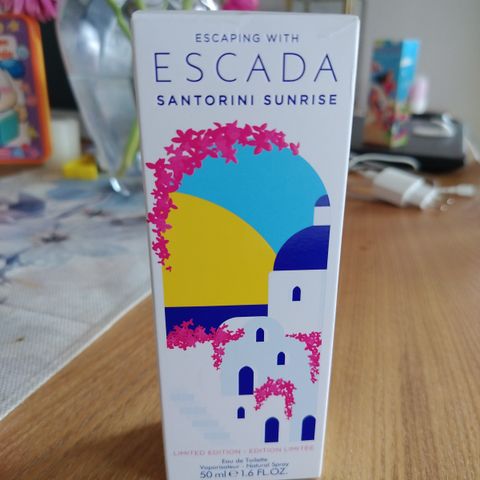 ESCAPING WITH
ESCADA
SANTORINI SUNRISE
LIMITED EDITION - EDITION LIMITÉE
Eau de Toilette
Vaporisateur - Natural Spray
50 ml ℮ 1.6 FL.OZ.